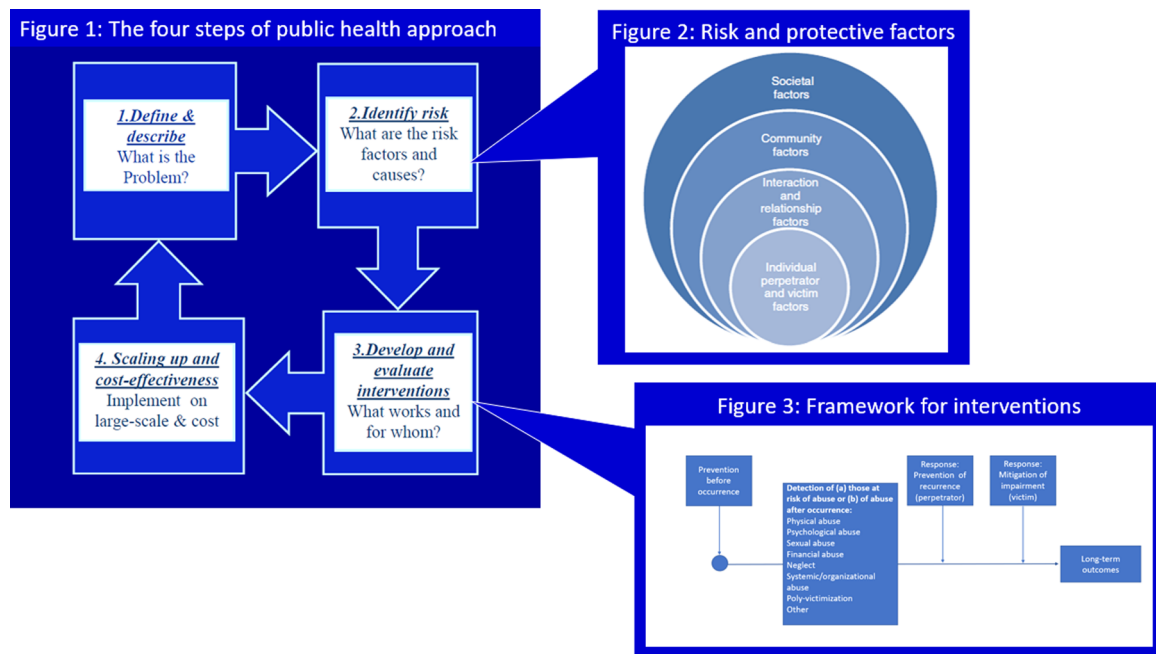 Figure 1: The four steps of public health approach
1.Define &
describe
What is the
Problem?
2.Identify risk
What are the risk
factors and
causes?
3.Develop and
evaluate
interventions
What works and
for whom?
4. Scaling up and
cost-effectiveness
Implement on
large-scale & cost
Figure 2: Risk and protective factors
Societal
factors
Community
factors
Interaction
and
relationship
factors
Individual
perpetrator
and victim
factors
Figure 3: Framework for interventions
Prevention
before
occurrence
Detection of (a) those at
risk of abuse or (b) of abuse
after occurrence:
Physical abuse
Psychological abuse
Sexual abuse
Financial abuse
Neglect
Systemic/organizational
abuse
Poly-victimization
Other
Response:
Prevention of
recurrence
(perpetrator)
Response:
Mitigation of
impairment
(victim)
Long-term
outcomes